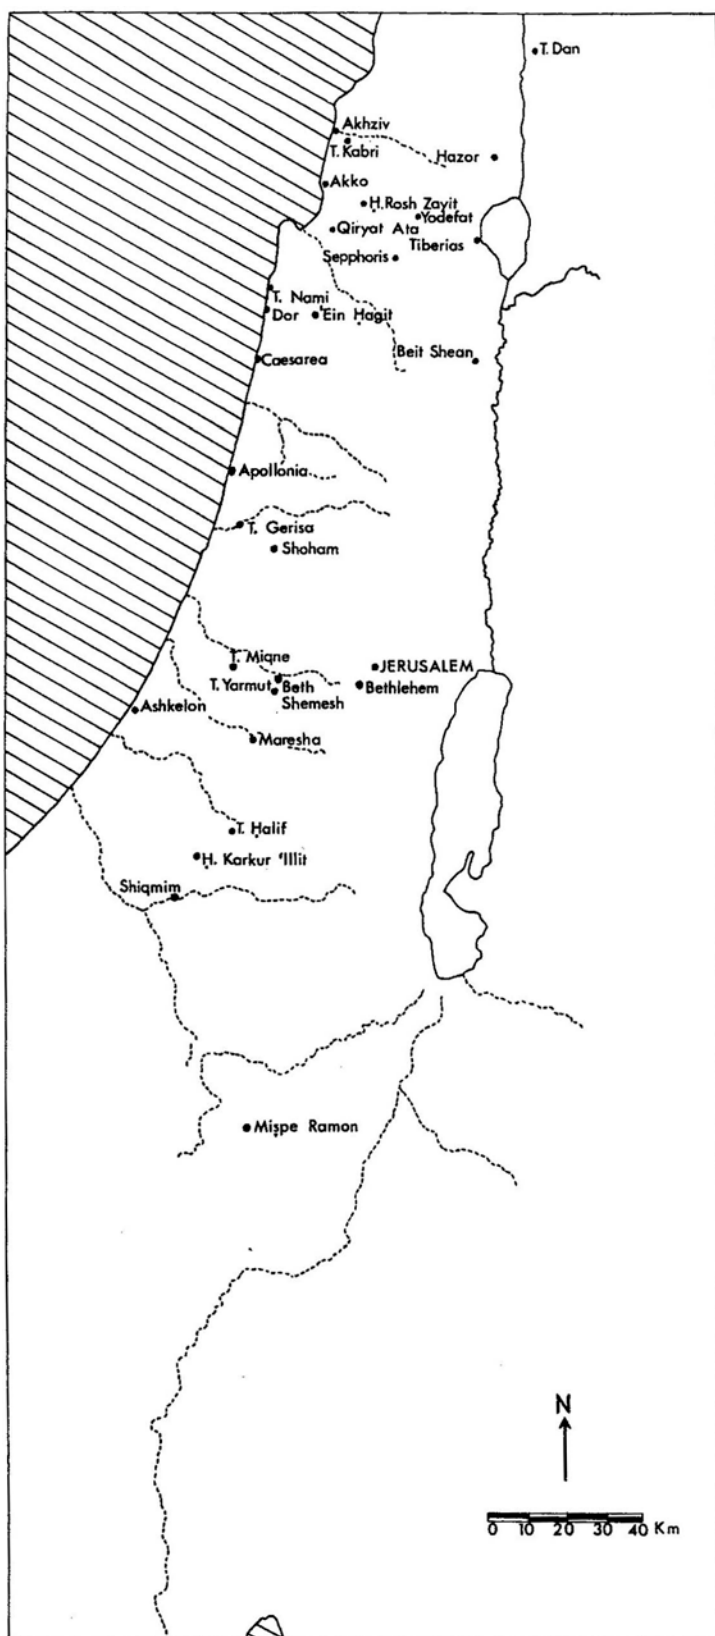 T. Dan
Akhziv
T. Kabri
Hazor
Akko
Ḥ. Rosh Zayit
Yodefat
Qiryat Ata
Tiberias
Sepphoris
T. Nami
Dor
Ein Hagit
Beit Shean
Caesarea
Apollonia
T. Gerisa
Shoham
T. Miqne
JERUSALEM
T. Yarmut
Beth
Shemesh
Bethlehem
Ashkelon
Maresha
T. Ḥalif
Ḥ. Karkur 'Illit
Shiqmim
Miṣpe Ramon
N
0 10 20 30 40 Km